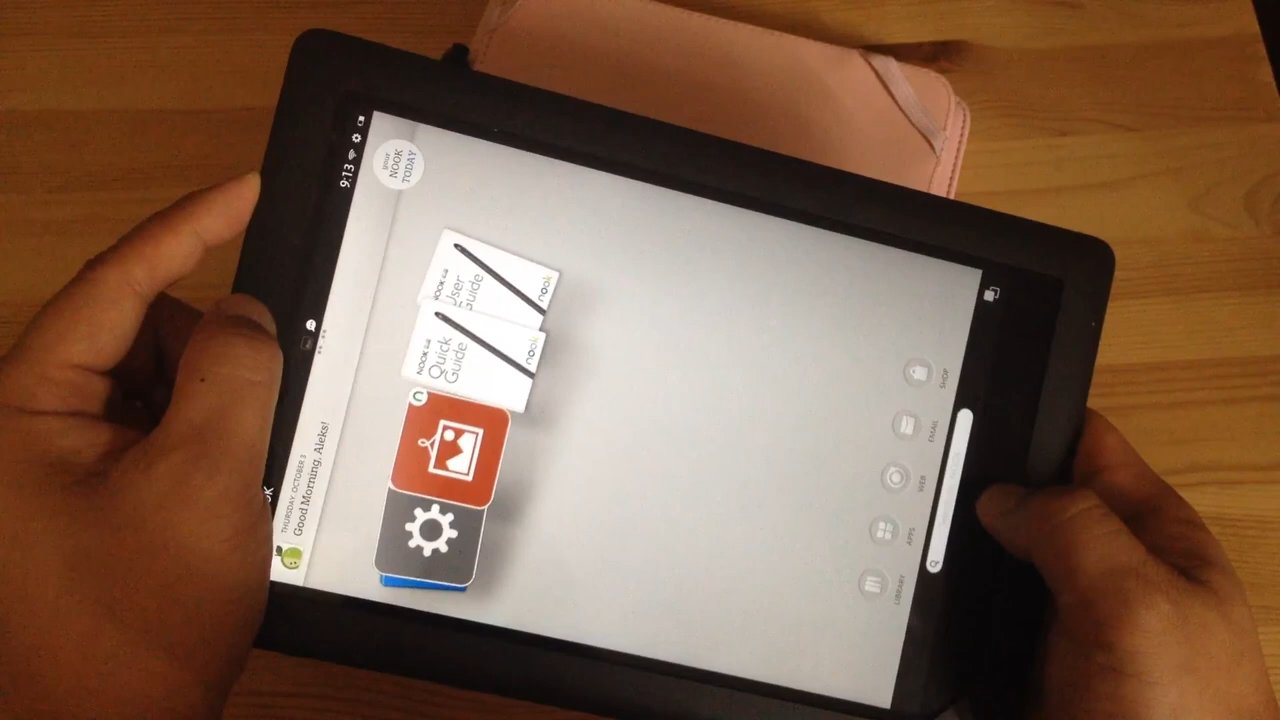 9:13
THURSDAY, OCTOBER 3
Good Morning, Aleks!
your
NOOK
TODAY
NOOK
Quick
Guide
nook
NOOK
User
Guide
nook
LIBRARY
APPS
WEB
EMAIL
SHOP